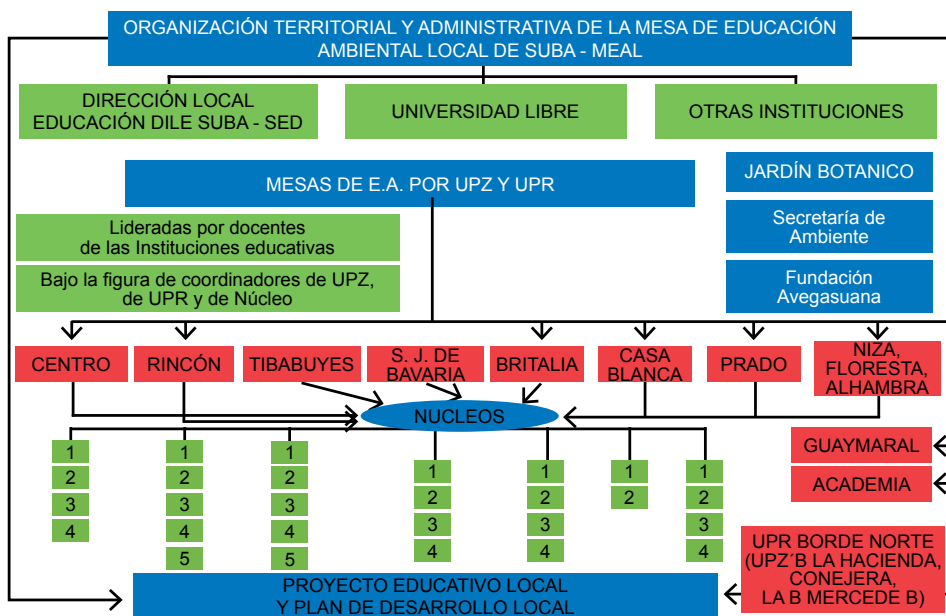 ORGANIZACIÓN TERRITORIAL Y ADMINISTRATIVA DE LA MESA DE EDUCACIÓN
AMBIENTAL LOCAL DE SUBA - MEAL
DIRECCIÓN LOCAL
EDUCACIÓN DILE SUBA - SED
UNIVERSIDAD LIBRE
OTRAS INSTITUCIONES
MESAS DE E.A. POR UPZ Y UPR
JARDÍN BOTANICO
Lideradas por docentes
de las Instituciones educativas
Secretaría de
Ambiente
Bajo la figura de coordinadores de UPZ,
de UPR y de Núcleo
Fundación
Avegasuana
CENTRO
RINCÓN
TIBABUYES
S. J. DE
BAVARIA
BRITALIA
CASA
BLANCA
PRADO
NIZA,
FLORESTA,
ALHAMBRA
NUCLEOS
1
2
3
4
1
2
3
4
5
1
2
3
4
5
1
2
3
4
1
2
3
4
1
2
1
2
3
4
GUAYMARAL
ACADEMIA
UPR BORDE NORTE
(UPZ´B LA HACIENDA,
CONEJERA,
LA B MERCEDE B)
PROYECTO EDUCATIVO LOCAL
Y PLAN DE DESARROLLO LOCAL